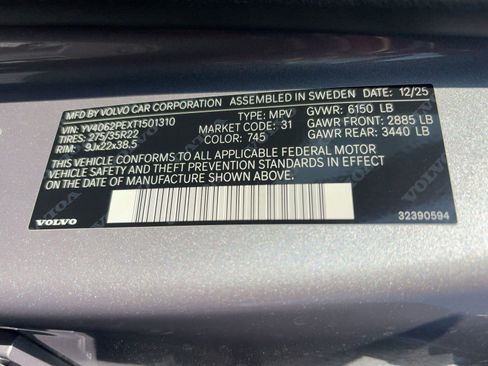 MFD BY VOLVO CAR CORPORATION ASSEMBLED IN SWEDEN DATE: 12/25
VIN: YV4062PEXT1501310 TYPE: MPV GVWR: 6150 LB
TIRES: 275/35R22 MARKET CODE: 31 GAWR FRONT: 2885 LB
RIM: 9Jx22x38.5 COLOR: 745 GAWR REAR: 3440 LB
THIS VEHICLE CONFORMS TO ALL APPLICABLE FEDERAL MOTOR
VEHICLE SAFETY AND THEFT PREVENTION STANDARDS IN EFFECT
ON THE DATE OF MANUFACTURE SHOWN ABOVE.
VOLVO 32390594